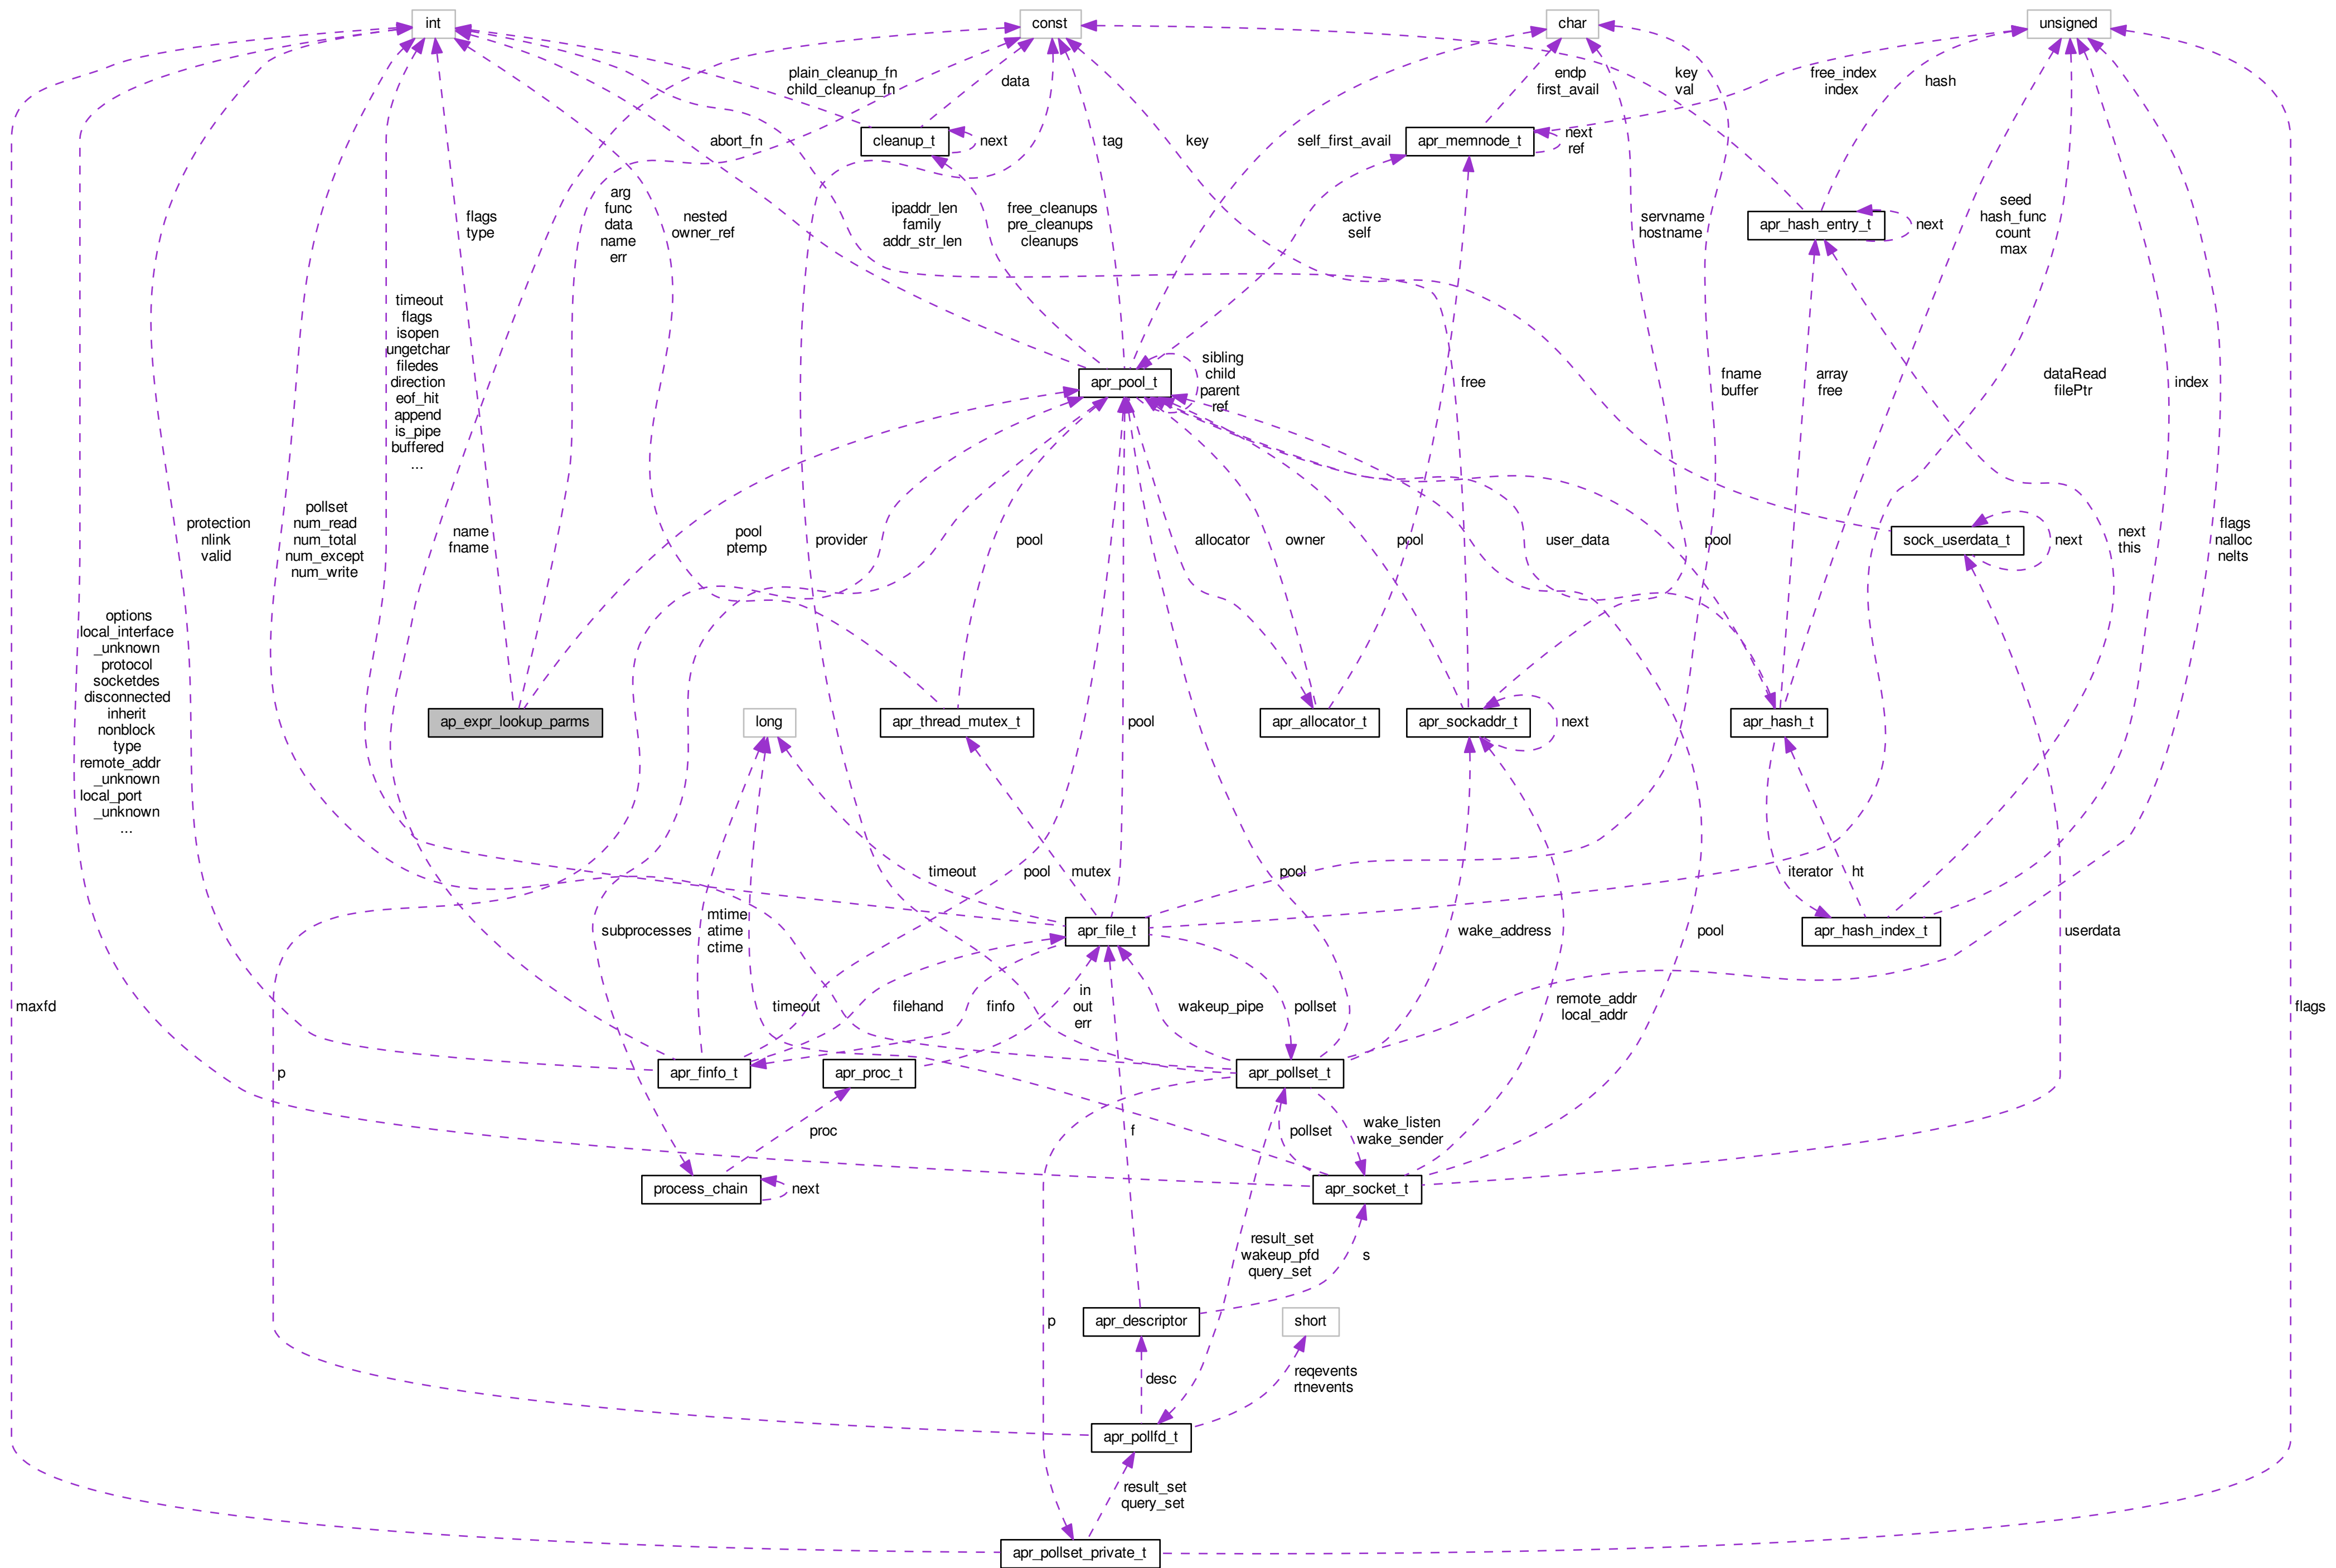 int
const
char
unsigned
plain_cleanup_fn
child_cleanup_fn
data
endp
first_avail
key
val
free_index
index
hash
cleanup_t
next
abort_fn
tag
key
self_first_avail
apr_memnode_t
next
ref
arg
func
data
name
err
flags
type
nested
owner_ref
ipaddr_len
family
addr_str_len
free_cleanups
pre_cleanups
cleanups
active
self
servname
hostname
apr_hash_entry_t
next
seed
hash_func
count
max
timeout
flags
isopen
ungetchar
filedes
direction
eof_hit
append
is_pipe
buffered
...
apr_pool_t
sibling
child
parent
ref
free
fname
buffer
array
free
dataRead
filePtr
index
protection
nlink
valid
pollset
num_read
num_total
num_except
num_write
name
fname
pool
ptemp
provider
pool
allocator
owner
pool
user_data
pool
sock_userdata_t
next
next
this
flags
nalloc
nelts
options
local_interface
_unknown
protocol
socketdes
disconnected
inherit
nonblock
type
remote_addr
_unknown
local_port
_unknown
...
ap_expr_lookup_parms
long
apr_thread_mutex_t
pool
apr_allocator_t
apr_sockaddr_t
next
apr_hash_t
timeout
pool
mutex
pool
iterator
ht
subprocesses
mtime
atime
ctime
apr_file_t
wake_address
pool
apr_hash_index_t
userdata
maxfd
p
timeout
filehand
finfo
in
out
err
wakeup_pipe
pollset
remote_addr
local_addr
flags
apr_finfo_t
apr_proc_t
apr_pollset_t
proc
pollset
wake_listen
wake_sender
process_chain
next
f
apr_socket_t
result_set
wakeup_pfd
query_set
s
p
apr_descriptor
short
desc
reqevents
rtnevents
apr_pollfd_t
result_set
query_set
apr_pollset_private_t